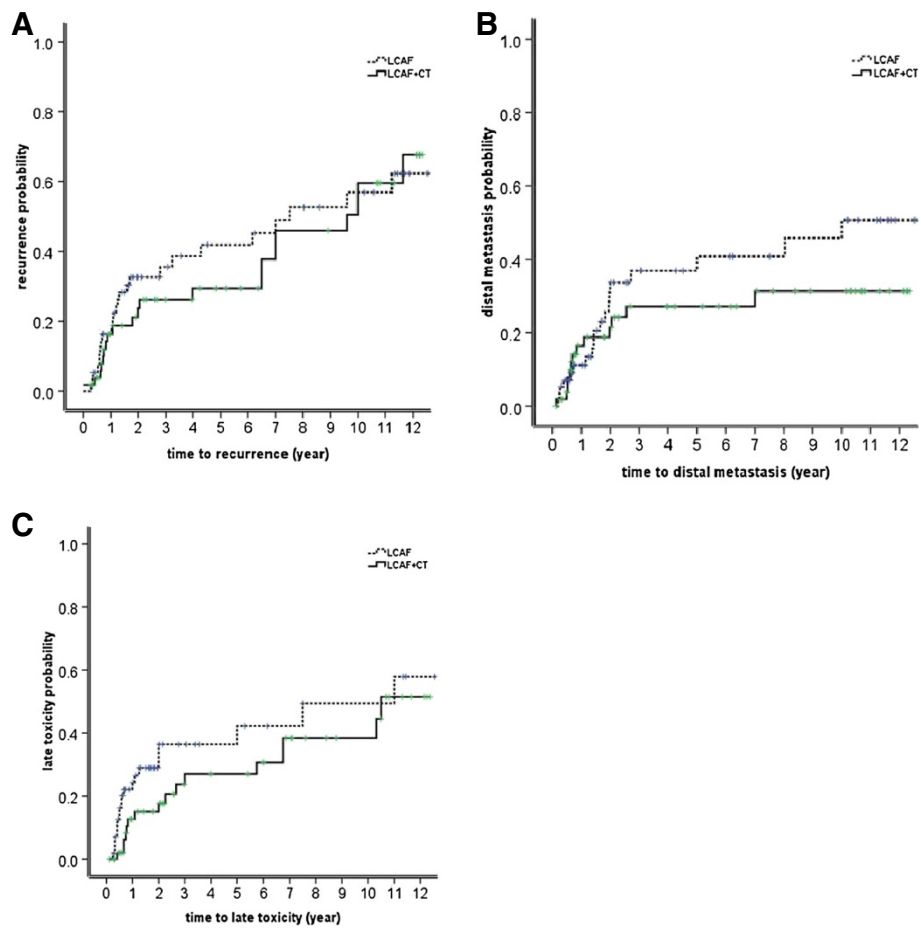 A
1.0
0.8
0.6
0.4
0.2
0.0
recurrence probability
LCAF
LCAF+CT
0 1 2 3 4 5 6 7 8 9 10 11 12
time to recurrence (year)
B
1.0
0.8
0.6
0.4
0.2
0.0
distal metastasis probability
LCAF
LCAF+CT
0 1 2 3 4 5 6 7 8 9 10 11 12
time to distal metastasis (year)
C
1.0
0.8
0.6
0.4
0.2
0.0
late toxicity probability
LCAF
LCAF+CT
0 1 2 3 4 5 6 7 8 9 10 11 12
time to late toxicity (year)